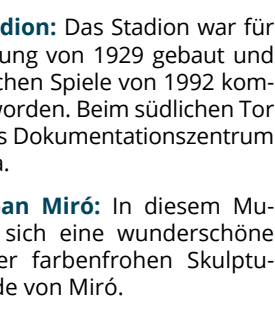 dion: Das Stadion war für
ung von 1929 gebaut und
chen Spiele von 1992 kom-
worden. Beim südlichen Tor
s Dokumentationszentrum
a.
an Miró: In diesem Mu-
sich eine wunderschöne
er farbenfrohen Skulptu-
de von Miró.